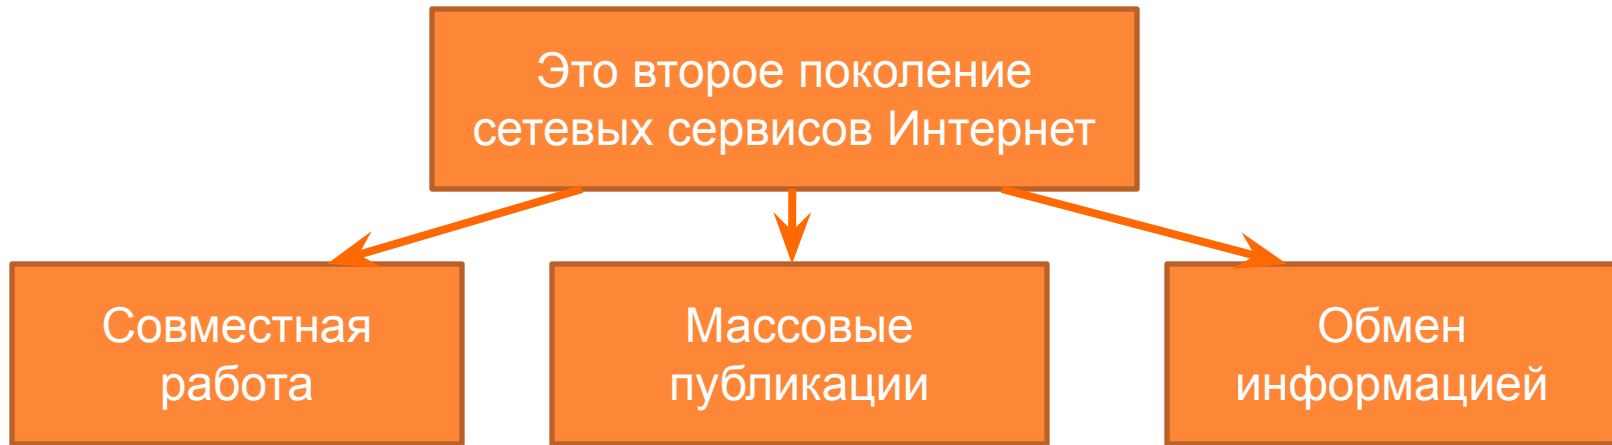 Это второе поколение
сетевых сервисов Интернет
Совместная
работа
Массовые
публикации
Обмен
информацией